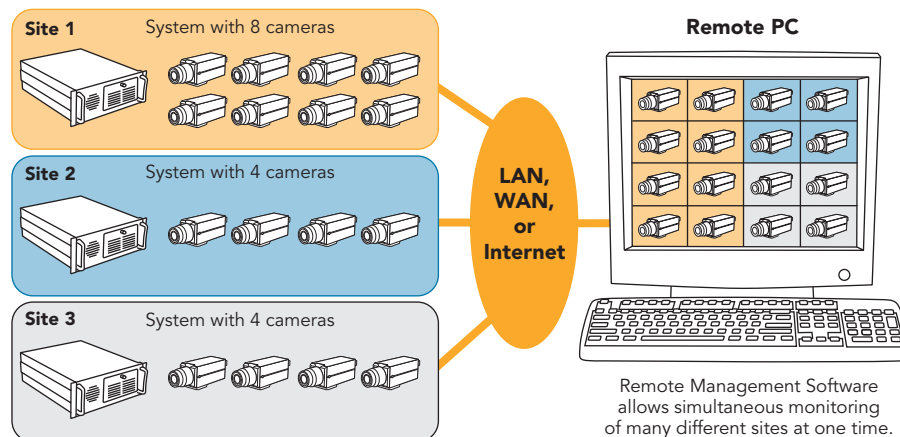 Site 1
System with 8 cameras
Site 2
System with 4 cameras
Site 3
System with 4 cameras
LAN,
WAN,
or
Internet
Remote PC
Remote Management Software
allows simultaneous monitoring
of many different sites at one time.